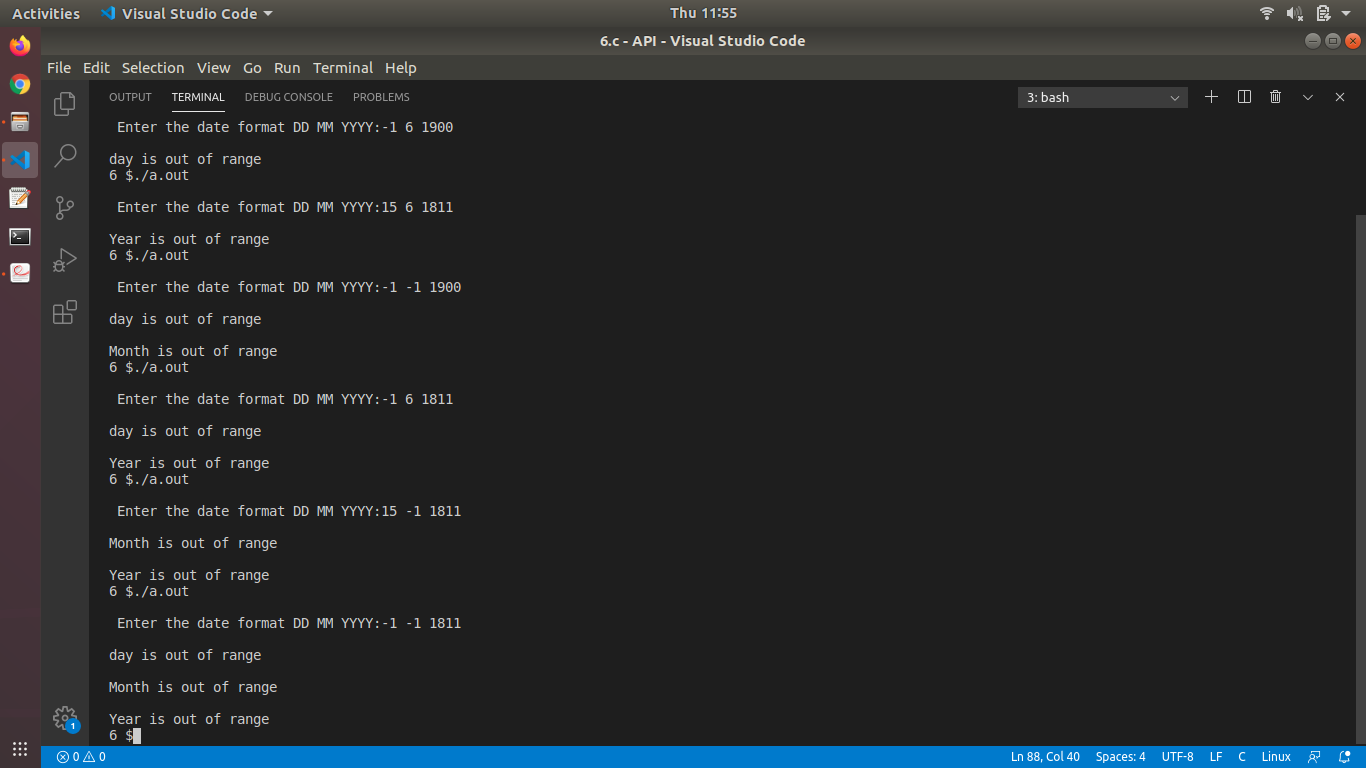 Activities Visual Studio Code Thu 11:55
6.c - API - Visual Studio Code
File Edit Selection View Go Run Terminal Help
OUTPUT TERMINAL DEBUG CONSOLE PROBLEMS 3: bash
Enter the date format DD MM YYYY:-1 6 1900
day is out of range
6 $./a.out
Enter the date format DD MM YYYY:15 6 1811
Year is out of range
6 $./a.out
Enter the date format DD MM YYYY:-1 -1 1900
day is out of range
Month is out of range
6 $./a.out
Enter the date format DD MM YYYY:-1 6 1811
day is out of range
Year is out of range
6 $./a.out
Enter the date format DD MM YYYY:15 -1 1811
Month is out of range
Year is out of range
6 $./a.out
Enter the date format DD MM YYYY:-1 -1 1811
day is out of range
Month is out of range
Year is out of range
6 $
1
0 0 Ln 88, Col 40 Spaces: 4 UTF-8 LF C Linux